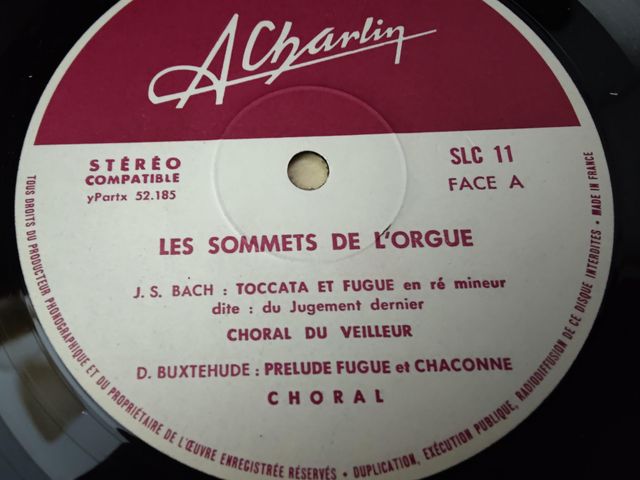 A Charlin
STÉRÉO
COMPATIBLE
yPartx 52.185
SLC 11
FACE A
LES SOMMETS DE L'ORGUE
J. S. BACH : TOCCATA ET FUGUE en ré mineur
dite : du Jugement dernier
CHORAL DU VEILLEUR
D. BUXTEHUDE : PRELUDE FUGUE et CHACONNE
CHORAL
TOUS DROITS DU PRODUCTEUR PHONOGRAPHIQUE ET DU PROPRIÉTAIRE DE L'ŒUVRE ENREGISTRÉE RÉSERVÉS • DUPLICATION, EXÉCUTION PUBLIQUE, RADIODIFFUSION DE CE DISQUE INTERDITES • MADE IN FRANCE